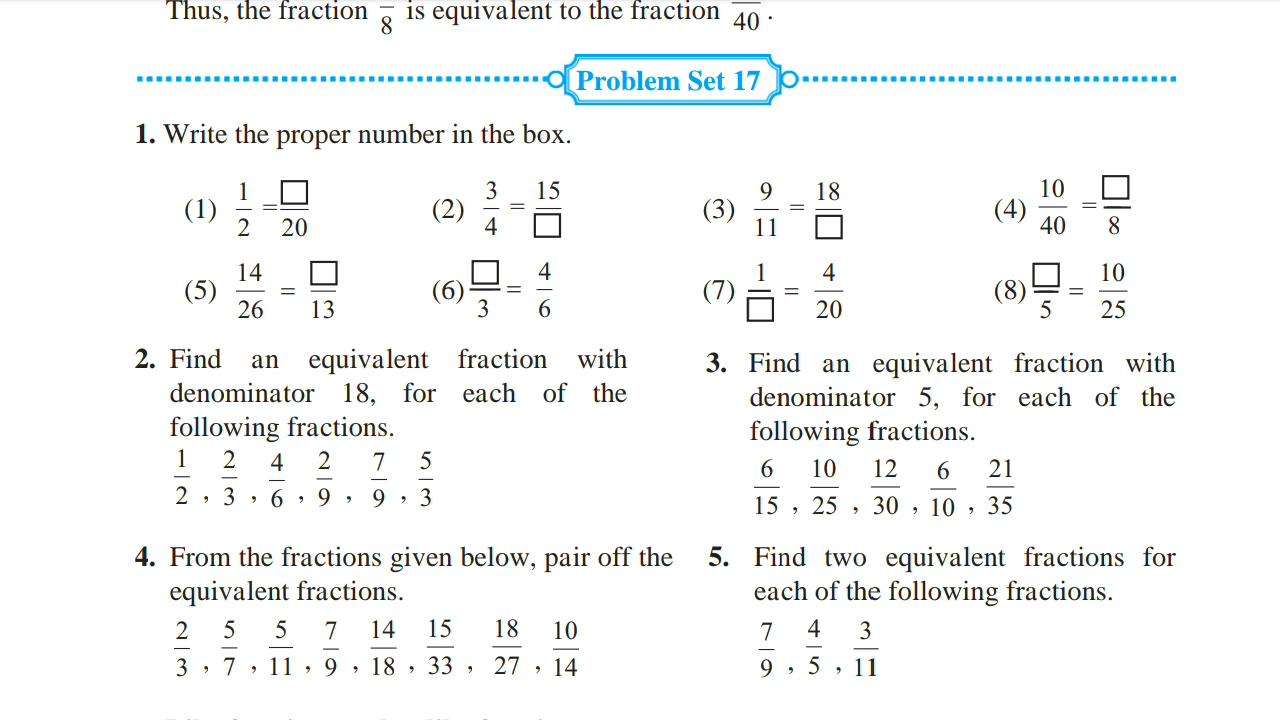 Thus, the fraction — is equivalent to the fraction —.
8 40
Problem Set 17
1. Write the proper number in the box.
(1) 1/2 = □/20 (2) 3/4 = 15/□ (3) 9/11 = 18/□ (4) 10/40 = □/8
(5) 14/26 = □/13 (6) □/3 = 4/6 (7) 1/□ = 4/20 (8) □/5 = 10/25
2. Find an equivalent fraction with
denominator 18, for each of the
following fractions.
1/2 , 2/3 , 4/6 , 2/9 , 7/9 , 5/3
3. Find an equivalent fraction with
denominator 5, for each of the
following fractions.
6/15 , 10/25 , 12/30 , 6/10 , 21/35
4. From the fractions given below, pair off the
equivalent fractions.
2/3 , 5/7 , 5/11 , 7/9 , 14/18 , 15/33 , 18/27 , 10/14
5. Find two equivalent fractions for
each of the following fractions.
7/9 , 4/5 , 3/11